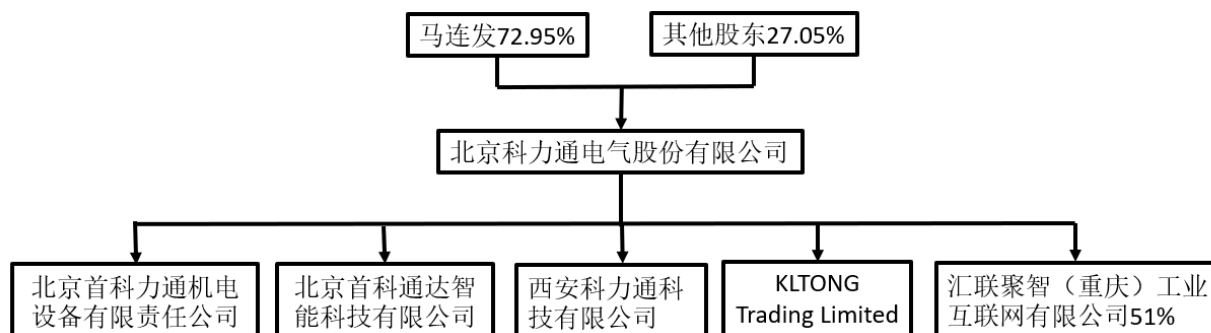 马连发72.95%
其他股东27.05%
北京科力通电气股份有限公司
北京首科力通机电
设备有限责任公司
北京首科通达智
能科技有限公司
西安科力通科
技有限公司
KLTONG
Trading Limited
汇联聚智（重庆）工业
互联网有限公司51%